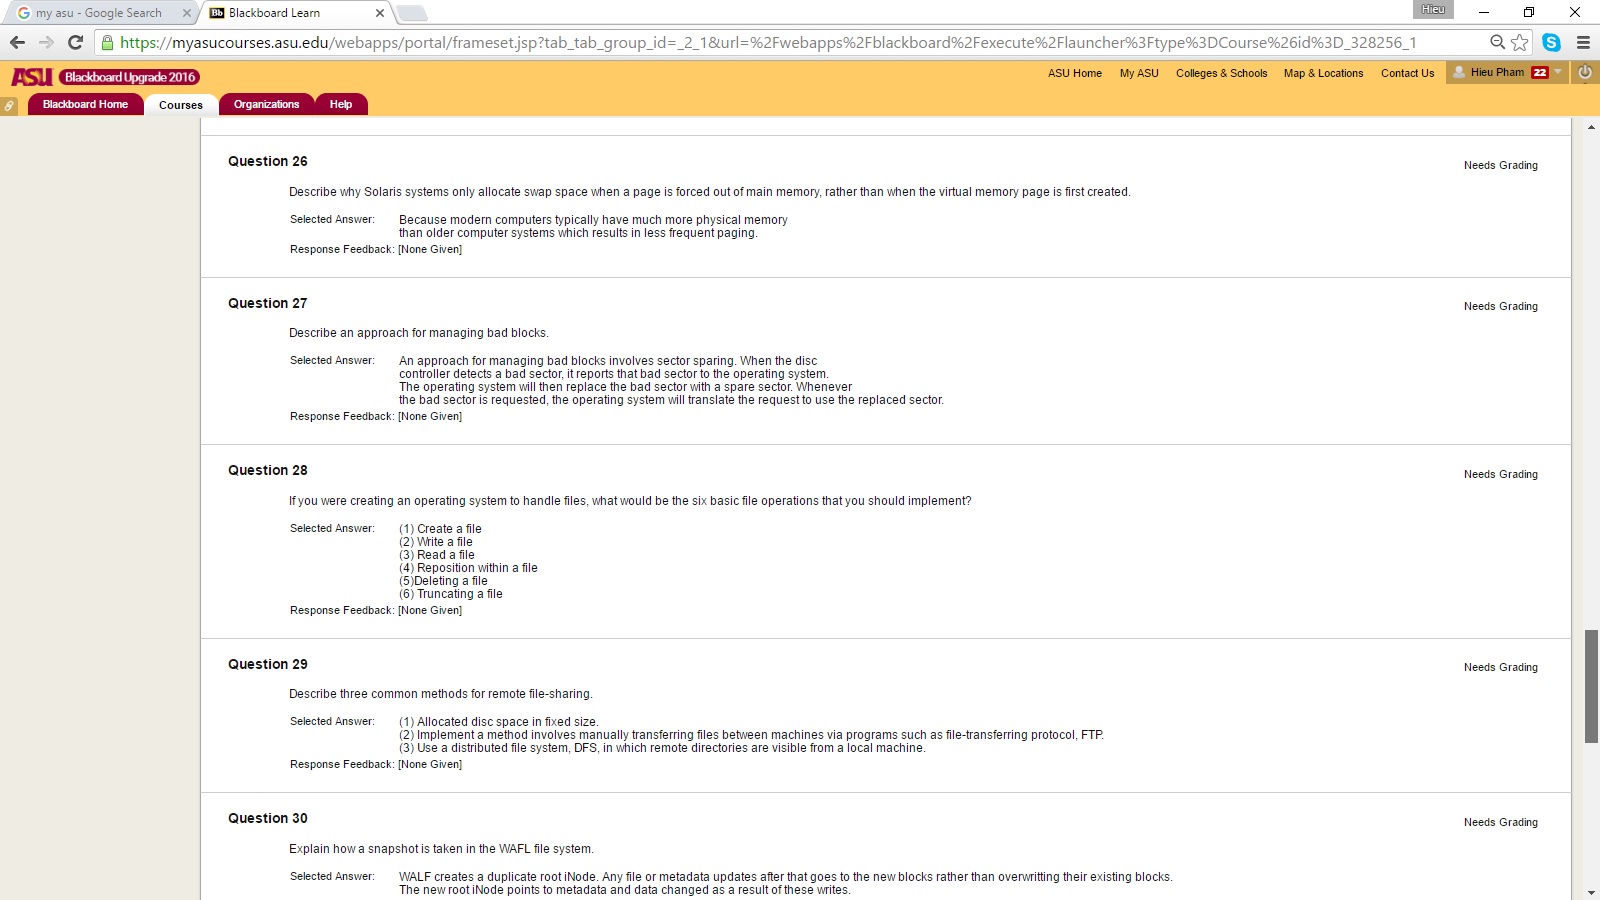 my asu - Google Search
Blackboard Learn
Hieu
https://myasucourses.asu.edu/webapps/portal/frameset.jsp?tab_tab_group_id=_2_1&url=%2Fwebapps%2Fblackboard%2Fexecute%2Flauncher%3Ftype%3DCourse%26id%3D_328256_1
ASU Blackboard Upgrade 2016
ASU Home My ASU Colleges & Schools Map & Locations Contact Us Hieu Pham 22
Blackboard Home Courses Organizations Help
Question 26
Needs Grading
Describe why Solaris systems only allocate swap space when a page is forced out of main memory, rather than when the virtual memory page is first created.
Selected Answer: Because modern computers typically have much more physical memory
than older computer systems which results in less frequent paging.
Response Feedback: [None Given]
Question 27
Needs Grading
Describe an approach for managing bad blocks.
Selected Answer: An approach for managing bad blocks involves sector sparing. When the disc
controller detects a bad sector, it reports that bad sector to the operating system.
The operating system will then replace the bad sector with a spare sector. Whenever
the bad sector is requested, the operating system will translate the request to use the replaced sector.
Response Feedback: [None Given]
Question 28
Needs Grading
If you were creating an operating system to handle files, what would be the six basic file operations that you should implement?
Selected Answer: (1) Create a file
(2) Write a file
(3) Read a file
(4) Reposition within a file
(5)Deleting a file
(6) Truncating a file
Response Feedback: [None Given]
Question 29
Needs Grading
Describe three common methods for remote file-sharing.
Selected Answer: (1) Allocated disc space in fixed size.
(2) Implement a method involves manually transferring files between machines via programs such as file-transferring protocol, FTP.
(3) Use a distributed file system, DFS, in which remote directories are visible from a local machine.
Response Feedback: [None Given]
Question 30
Needs Grading
Explain how a snapshot is taken in the WAFL file system.
Selected Answer: WALF creates a duplicate root iNode. Any file or metadata updates after that goes to the new blocks rather than overwritting their existing blocks.
The new root iNode points to metadata and data changed as a result of these writes.